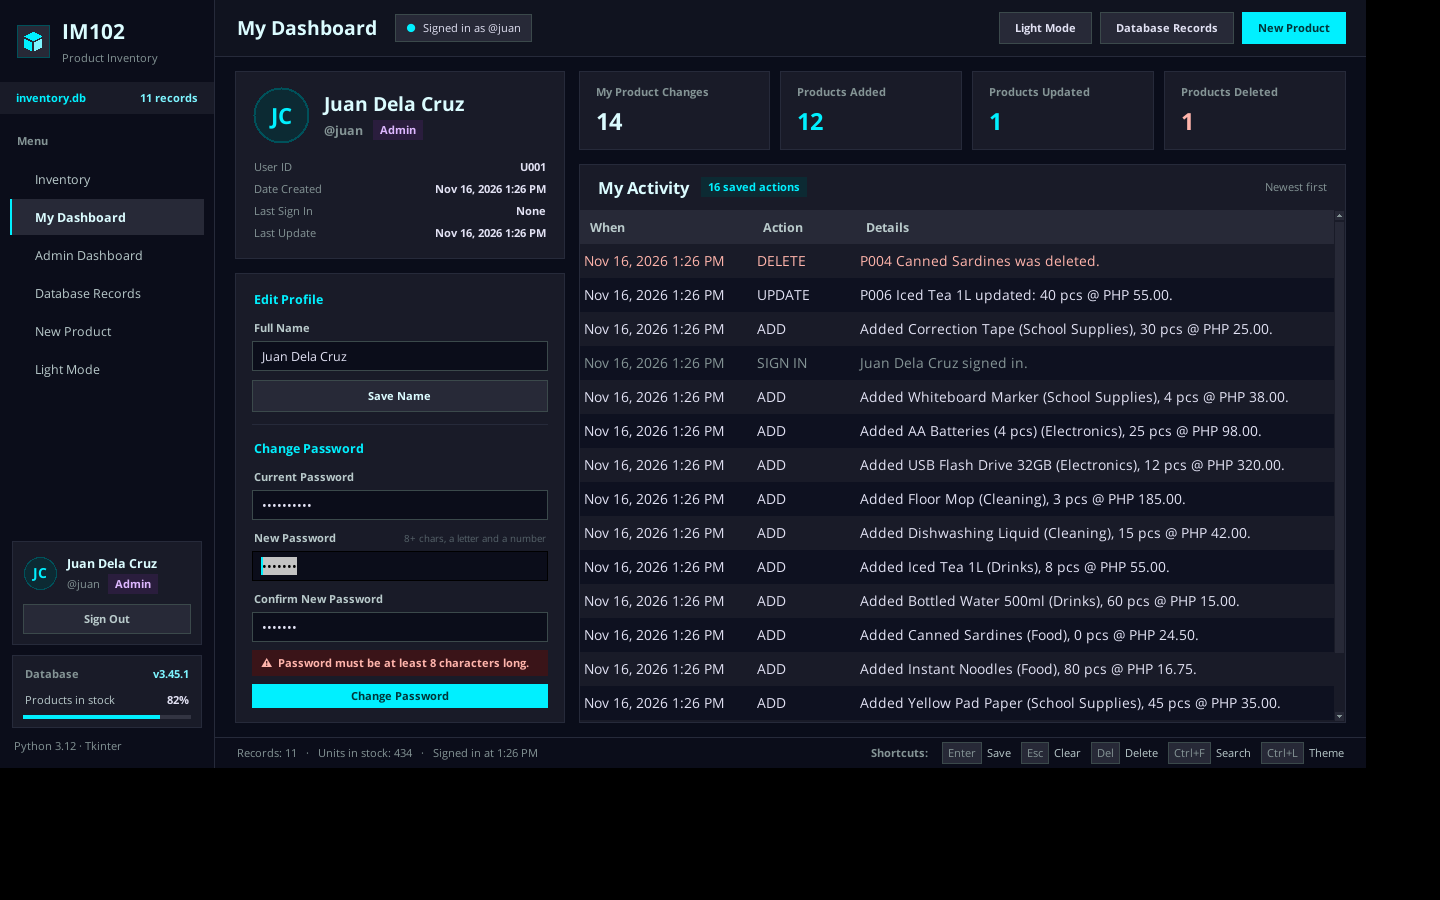 IM102
Product Inventory
inventory.db 11 records
Menu
Inventory
My Dashboard
Admin Dashboard
Database Records
New Product
Light Mode
JC
Juan Dela Cruz
@juan Admin
Sign Out
Database v3.45.1
Products in stock 82%
Python 3.12 · Tkinter
My Dashboard
Signed in as @juan
Light Mode
Database Records
New Product
JC
Juan Dela Cruz
@juan Admin
User ID U001
Date Created Nov 16, 2026 1:26 PM
Last Sign In None
Last Update Nov 16, 2026 1:26 PM
Edit Profile
Full Name
Juan Dela Cruz
Save Name
Change Password
Current Password
••••••••••
New Password 8+ chars, a letter and a number
•••••••
Confirm New Password
•••••••
⚠ Password must be at least 8 characters long.
Change Password
My Product Changes
14
Products Added
12
Products Updated
1
Products Deleted
1
My Activity 16 saved actions Newest first
When Action Details
Nov 16, 2026 1:26 PM DELETE P004 Canned Sardines was deleted.
Nov 16, 2026 1:26 PM UPDATE P006 Iced Tea 1L updated: 40 pcs @ PHP 55.00.
Nov 16, 2026 1:26 PM ADD Added Correction Tape (School Supplies), 30 pcs @ PHP 25.00.
Nov 16, 2026 1:26 PM SIGN IN Juan Dela Cruz signed in.
Nov 16, 2026 1:26 PM ADD Added Whiteboard Marker (School Supplies), 4 pcs @ PHP 38.00.
Nov 16, 2026 1:26 PM ADD Added AA Batteries (4 pcs) (Electronics), 25 pcs @ PHP 98.00.
Nov 16, 2026 1:26 PM ADD Added USB Flash Drive 32GB (Electronics), 12 pcs @ PHP 320.00.
Nov 16, 2026 1:26 PM ADD Added Floor Mop (Cleaning), 3 pcs @ PHP 185.00.
Nov 16, 2026 1:26 PM ADD Added Dishwashing Liquid (Cleaning), 15 pcs @ PHP 42.00.
Nov 16, 2026 1:26 PM ADD Added Iced Tea 1L (Drinks), 8 pcs @ PHP 55.00.
Nov 16, 2026 1:26 PM ADD Added Bottled Water 500ml (Drinks), 60 pcs @ PHP 15.00.
Nov 16, 2026 1:26 PM ADD Added Canned Sardines (Food), 0 pcs @ PHP 24.50.
Nov 16, 2026 1:26 PM ADD Added Instant Noodles (Food), 80 pcs @ PHP 16.75.
Nov 16, 2026 1:26 PM ADD Added Yellow Pad Paper (School Supplies), 45 pcs @ PHP 35.00.
Records: 11 · Units in stock: 434 · Signed in at 1:26 PM
Shortcuts: Enter Save Esc Clear Del Delete Ctrl+F Search Ctrl+L Theme